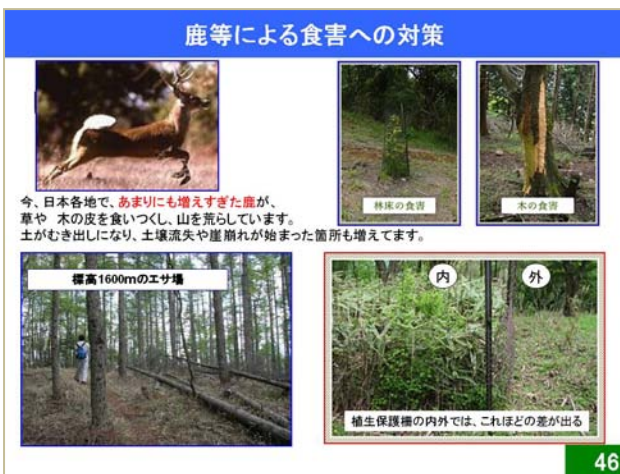 鹿等による食害への対策
林床の食害
木の食害
今、日本各地で、あまりにも増えすぎた鹿が、
草や 木の皮を食いつくし、山を荒らしています。
土がむき出しになり、土壌流失や崖崩れが始まった箇所も増えてます。
標高1600mのエサ場
内
外
植生保護柵の内外では、これほどの差が出る
46